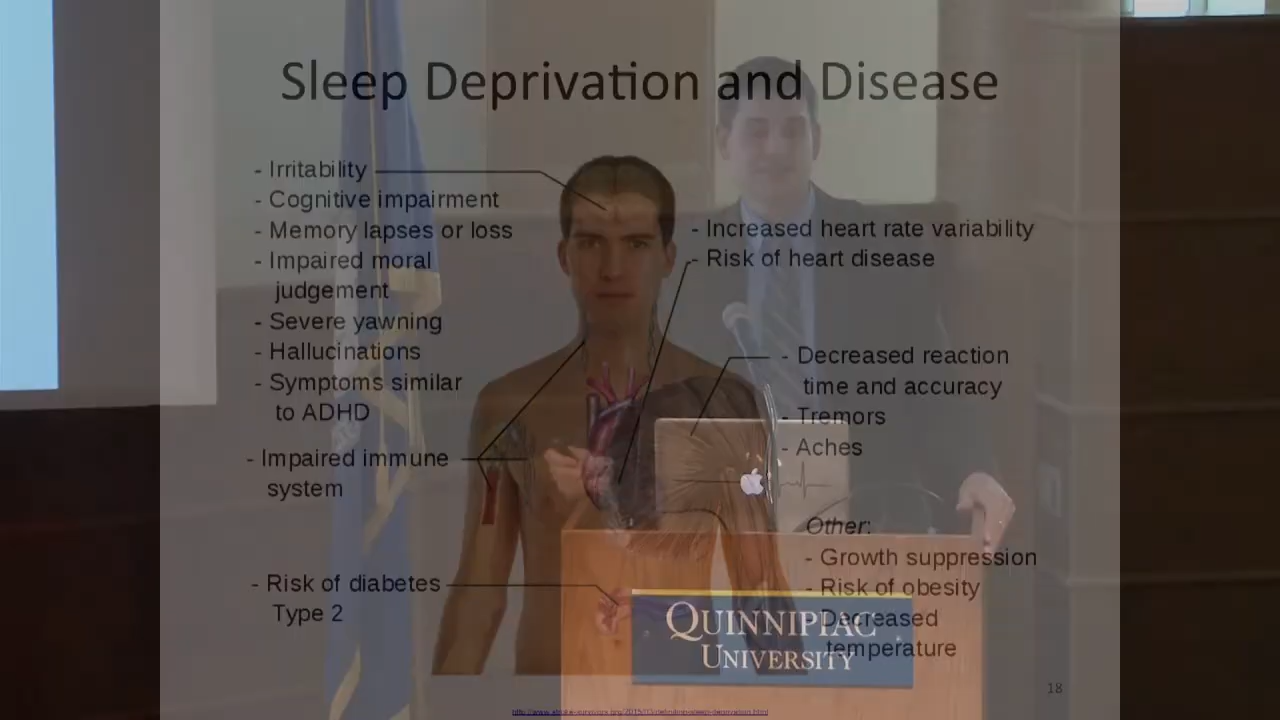 Sleep Deprivation and Disease
- Irritability
- Cognitive impairment
- Memory lapses or loss
- Impaired moral
judgement
- Severe yawning
- Hallucinations
- Symptoms similar
to ADHD
- Impaired immune
system
- Risk of diabetes
Type 2
- Increased heart rate variability
- Risk of heart disease
- Decreased reaction
time and accuracy
- Tremors
- Aches
Other:
- Growth suppression
- Risk of obesity
- Decreased
temperature
QUINNIPIAC
UNIVERSITY
18